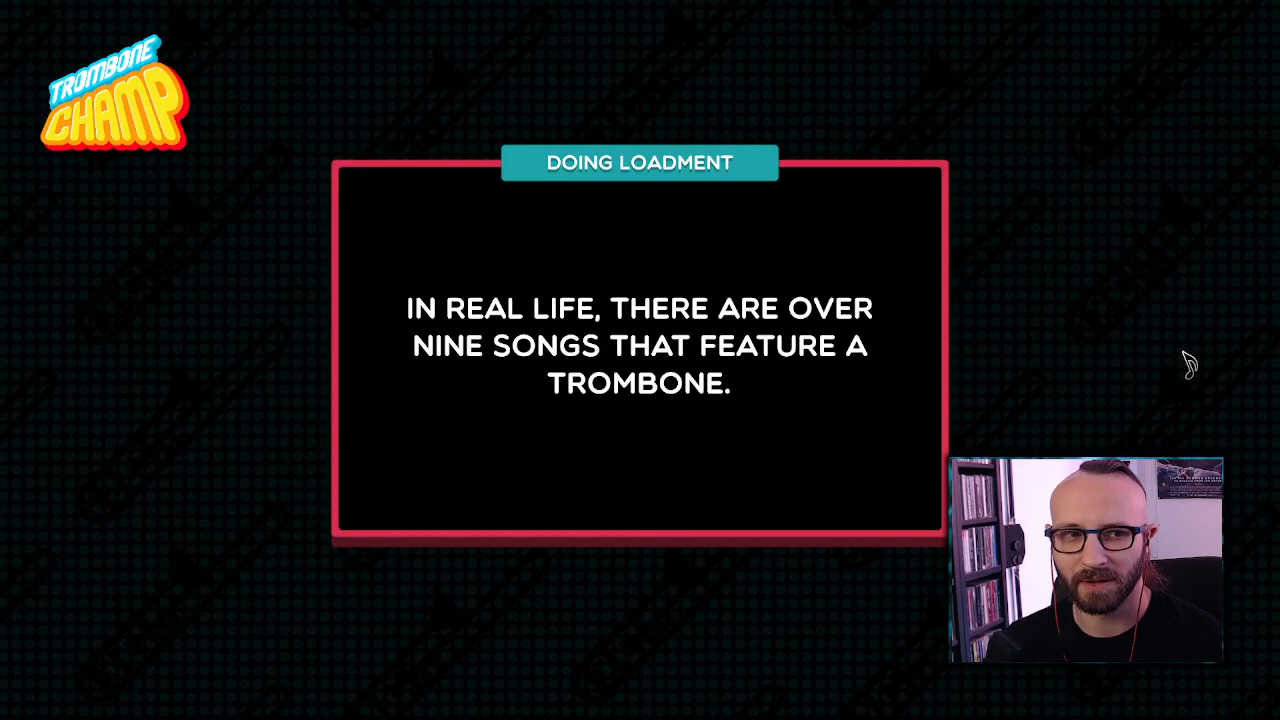 TROMBONE
CHAMP
DOING LOADMENT
IN REAL LIFE, THERE ARE OVER
NINE SONGS THAT FEATURE A
TROMBONE.